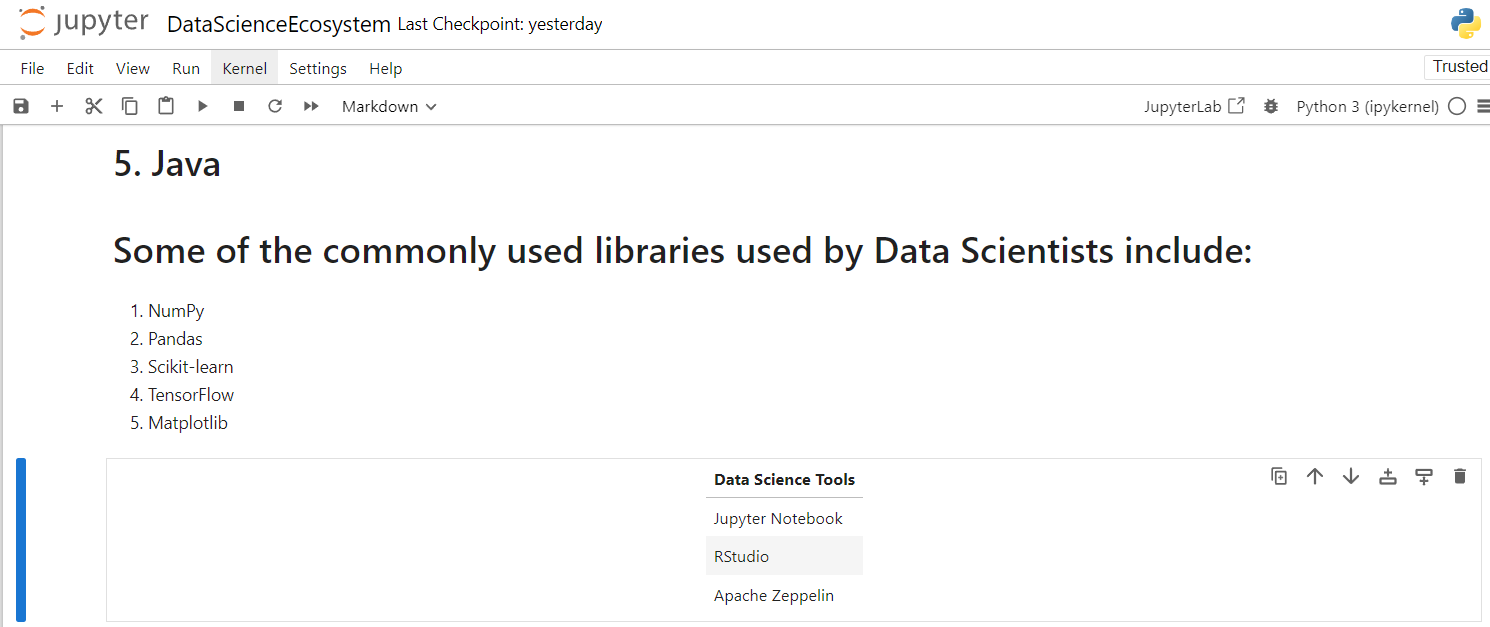 jupyter DataScienceEcosystem Last Checkpoint: yesterday
File Edit View Run Kernel Settings Help Trusted
Markdown JupyterLab Python 3 (ipykernel)
5. Java
Some of the commonly used libraries used by Data Scientists include:
1. NumPy
2. Pandas
3. Scikit-learn
4. TensorFlow
5. Matplotlib
Data Science Tools
Jupyter Notebook
RStudio
Apache Zeppelin